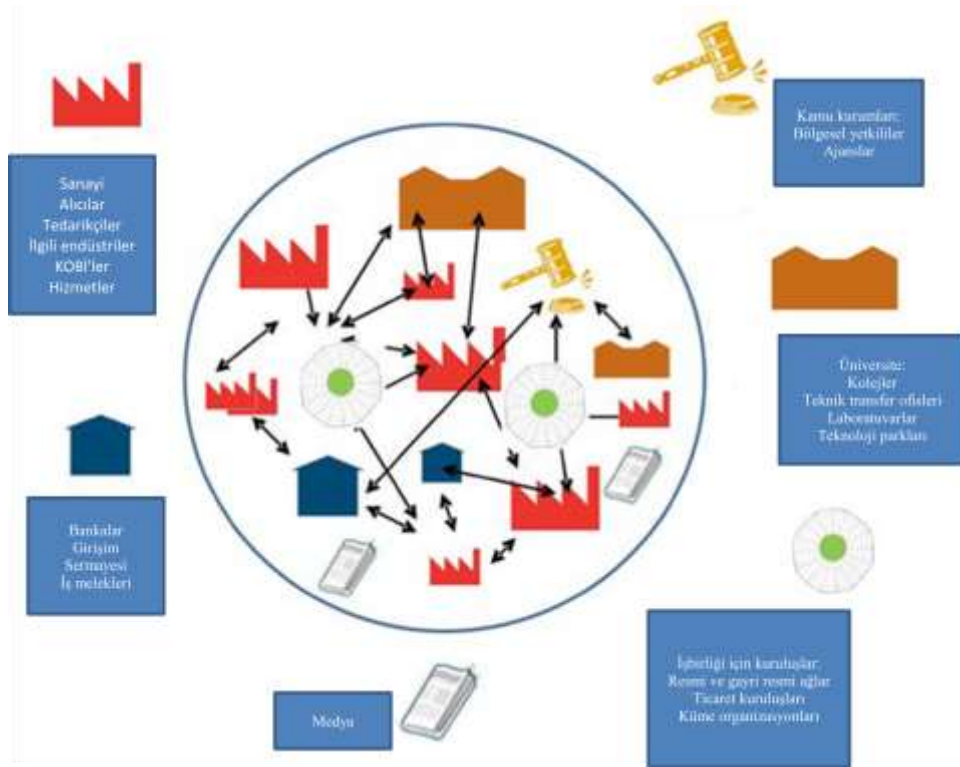 Sanayi
Alıcılar
Tedarikçiler
İlgili endüstriler
KOBİ'ler
Hizmetler
Kamu kurumları:
Bölgesel yetkililer
Ajanslar
Üniversite:
Kolejler
Teknik transfer ofisleri
Laboratuvarlar
Teknoloji parkları
Bankalar
Girişim
Sermayesi
İş melekleri
İşbirliği için kuruluşlar:
Resmi ve gayri resmi ağlar
Ticaret kuruluşları
Küme organizasyonları
Medya